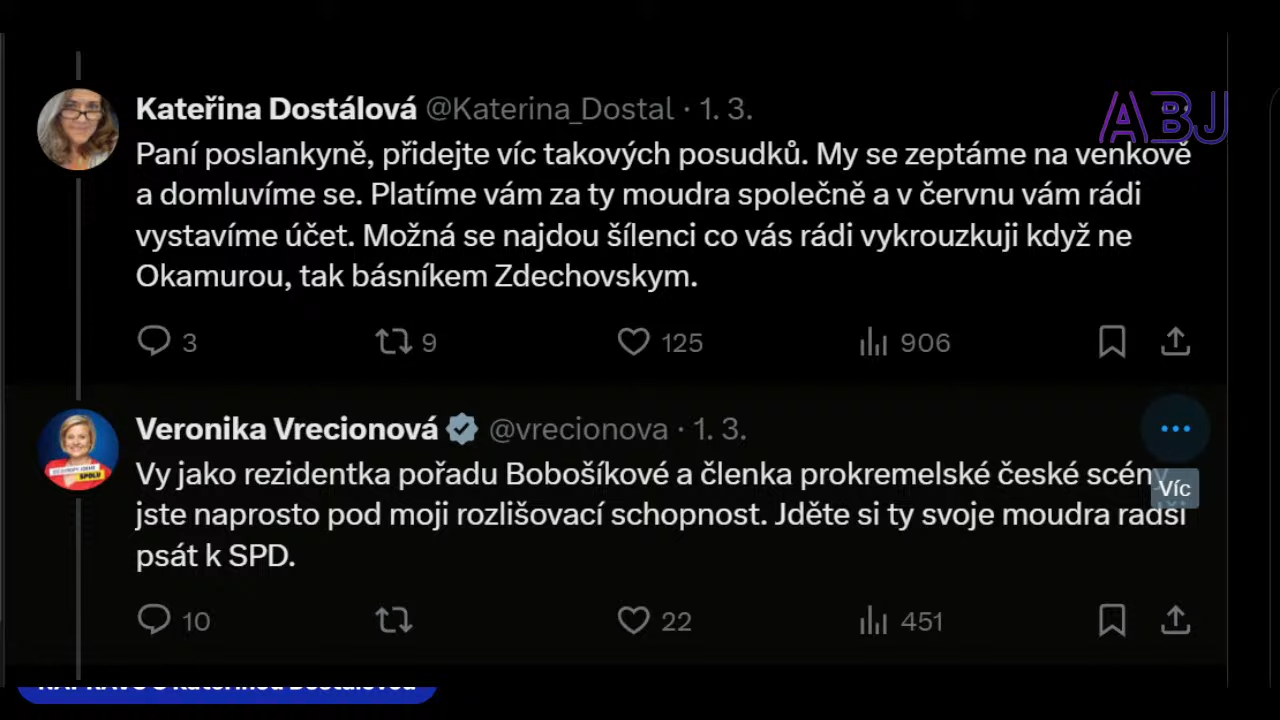 Kateřina Dostálová @Katerina_Dostal · 1. 3.
ABJ
Paní poslankyně, přidejte víc takových posudků. My se zeptáme na venkově
a domluvíme se. Platíme vám za ty moudra společně a v červnu vám rádi
vystavíme účet. Možná se najdou šílenci co vás rádi vykrouzkuji když ne
Okamurou, tak básníkem Zdechovskym.
3 9 125 906
Veronika Vrecionová @vrecionova · 1. 3.
Vy jako rezidentka pořadu Bobošíkové a členka prokremelské české scény
Víc
jste naprosto pod moji rozlišovací schopnost. Jděte si ty svoje moudra radši
psát k SPD.
10 22 451